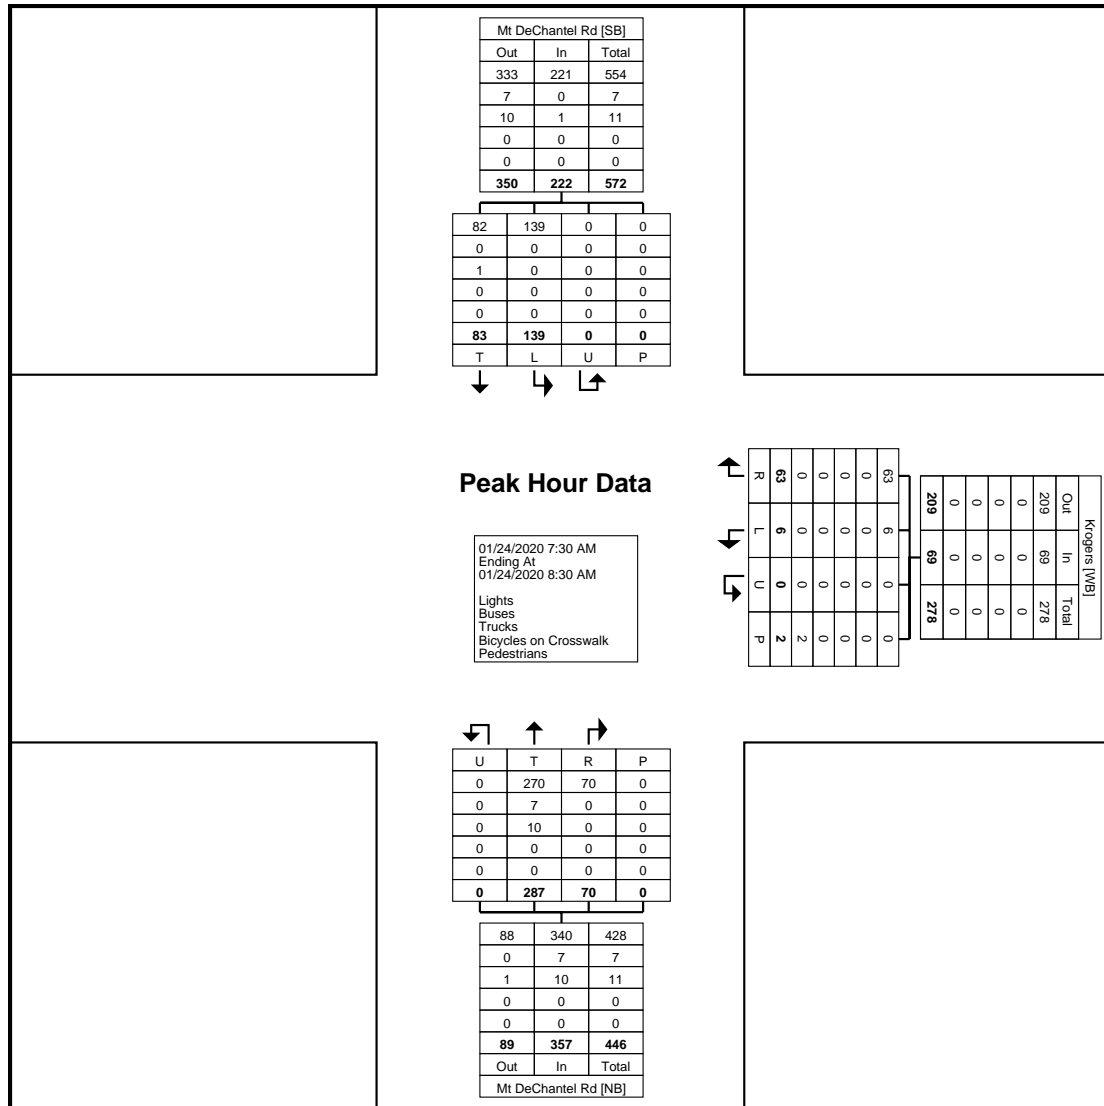 Mt DeChantel Rd [SB]
Out In Total
333 221 554
7 0 7
10 1 11
0 0 0
0 0 0
350 222 572
82 139 0 0
0 0 0 0
1 0 0 0
0 0 0 0
0 0 0 0
83 139 0 0
T L U P
Peak Hour Data
01/24/2020 7:30 AM
Ending At
01/24/2020 8:30 AM
Lights
Buses
Trucks
Bicycles on Crosswalk
Pedestrians
Krogers [WB]
Out In Total
209 69 278
0 0 0
0 0 0
0 0 0
0 0 0
209 69 278
63 6 0 0
0 0 0 0
0 0 0 0
0 0 0 0
0 0 0 2
63 6 0 2
R L U P
U T R P
0 270 70 0
0 7 0 0
0 10 0 0
0 0 0 0
0 0 0 0
0 287 70 0
88 340 428
0 7 7
1 10 11
0 0 0
0 0 0
89 357 446
Out In Total
Mt DeChantel Rd [NB]